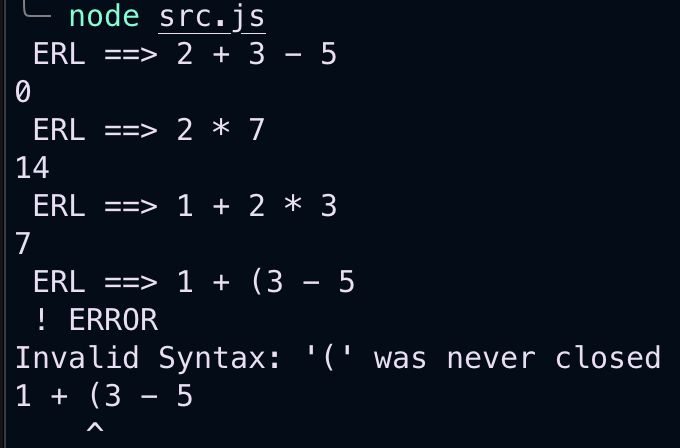 node src.js
ERL ==> 2 + 3 - 5
0
ERL ==> 2 * 7
14
ERL ==> 1 + 2 * 3
7
ERL ==> 1 + (3 - 5
! ERROR
Invalid Syntax: '(' was never closed
1 + (3 - 5
    ^